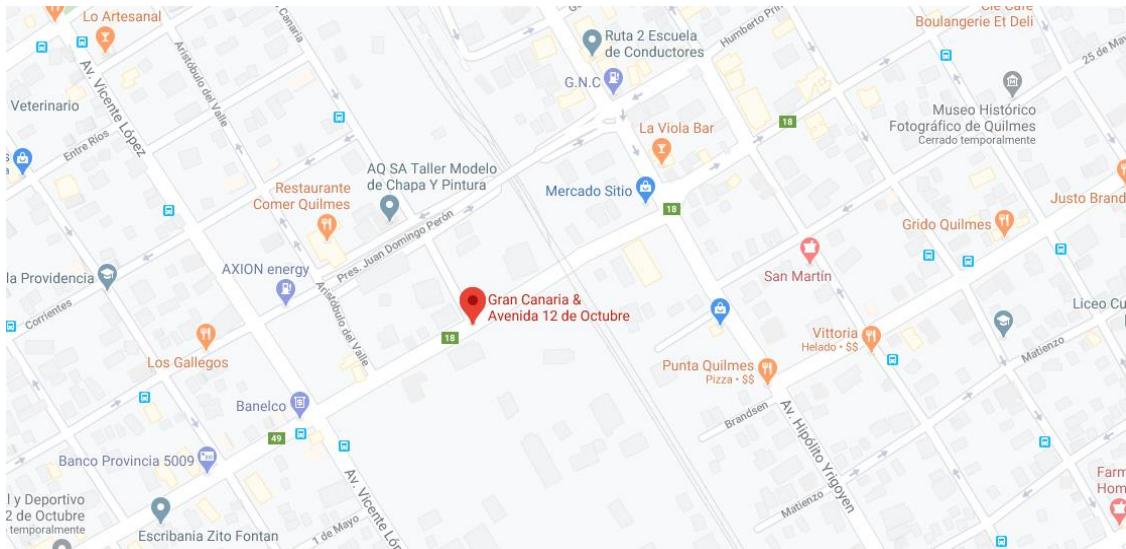 Lo Artesanal
Canaria
Aristóbulo del Valle
Av. Vicente López
Veterinario
Entre Ríos
Ruta 2 Escuela
de Conductores
G.N.C
Boulangerie Et Deli
25 de May
Museo Histórico
Fotográfico de Quilmes
Cerrado temporalmente
18
La Viola Bar
AQ SA Taller Modelo
de Chapa Y Pintura
Mercado Sitio
Restaurante
Comer Quilmes
18
Justo Brand
Grido Quilmes
Pres. Juan Domingo Perón
San Martín
AXION energy
la Providencia
Corrientes
Gran Canaria &
Avenida 12 de Octubre
Liceo Cu
Aristóbulo del Valle
18
Vittoria
Helado • $$
Matienzo
Los Gallegos
Punta Quilmes
Pizza • $$
Banelco
Brandsen
Av. Hipólito Yrigoyen
49
Banco Provincia 5009
Av. Vicente Lóp
Farm
Hom
l y Deportivo
2 de Octubre
temporalmente
Matienzo
1 de Mayo
Escribania Zito Fontan